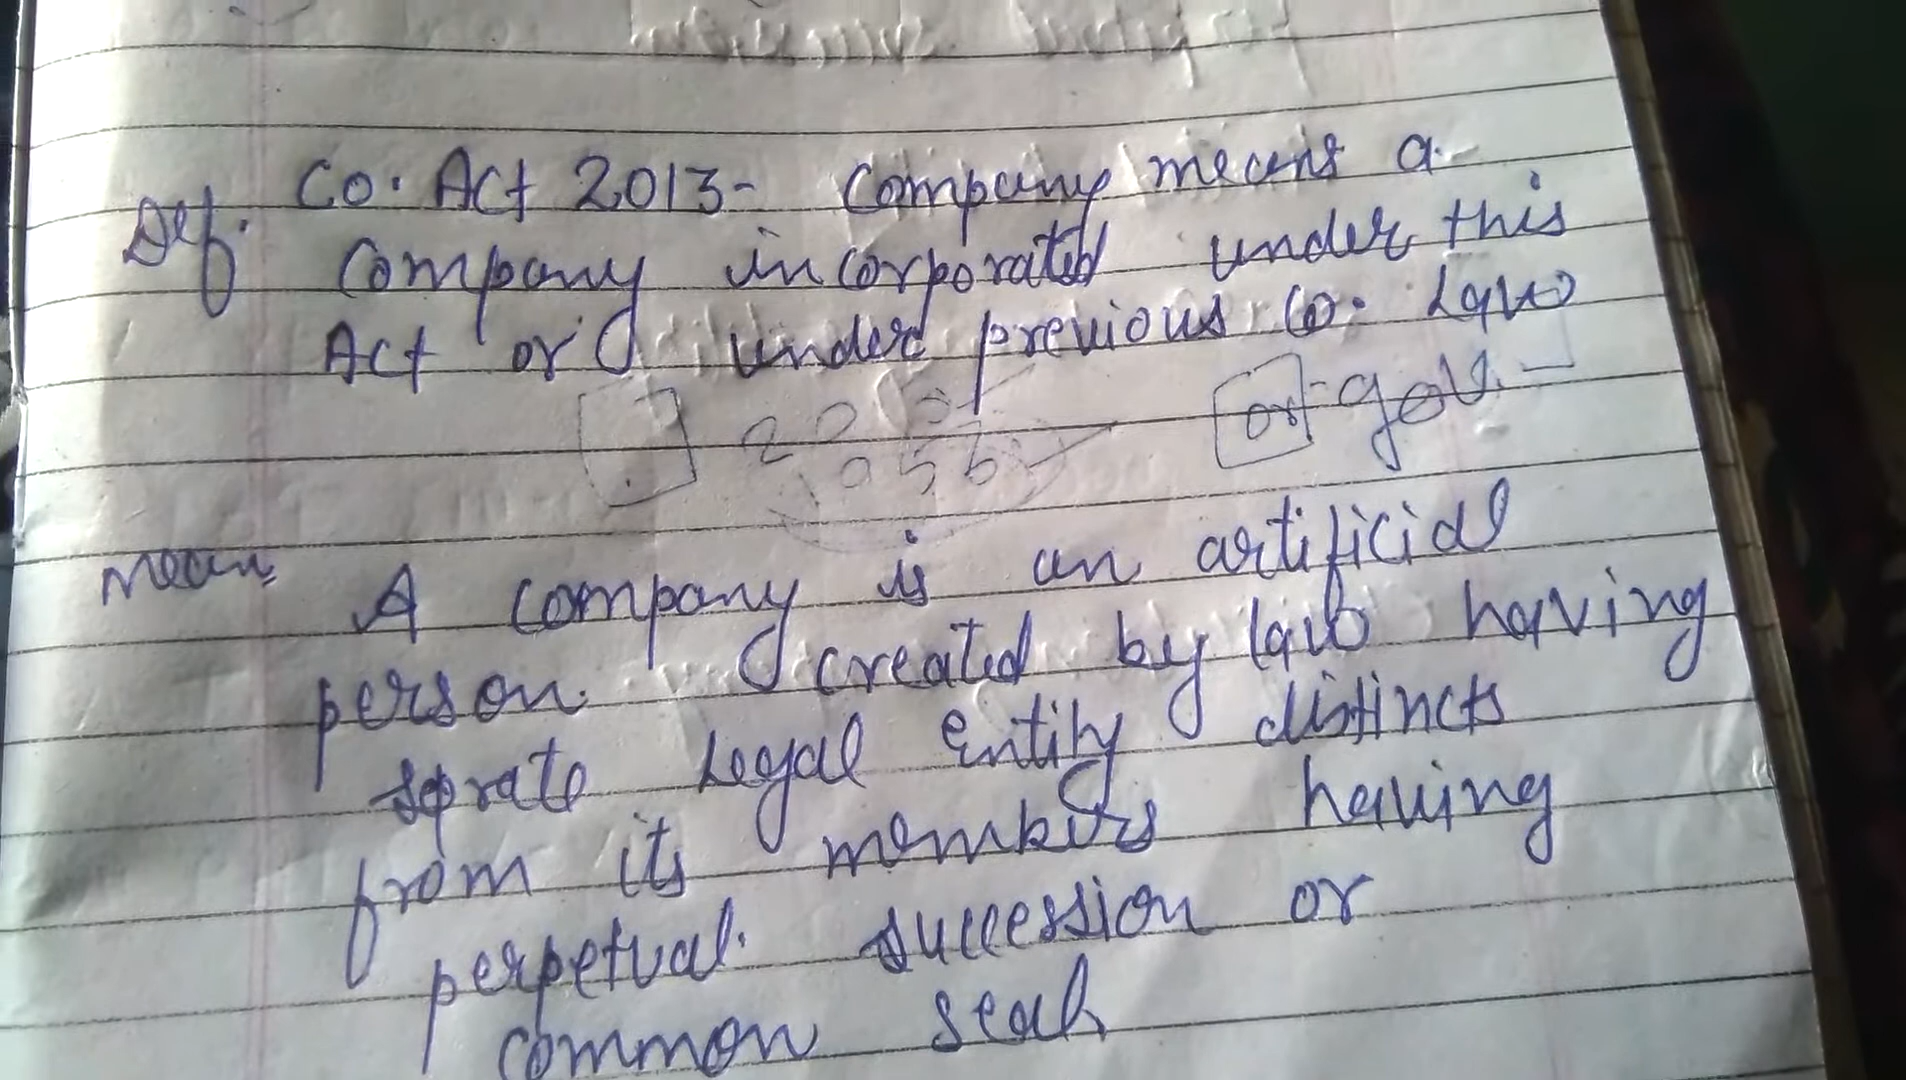 Co. Act 2013- Company means a
Def. Company incorporated under this
Act or under previous Co. Law
or
Mean, A company is an artificial
person created by law having
seprate Legal Entity distincts
from its members having
perpetual succession or
common seal